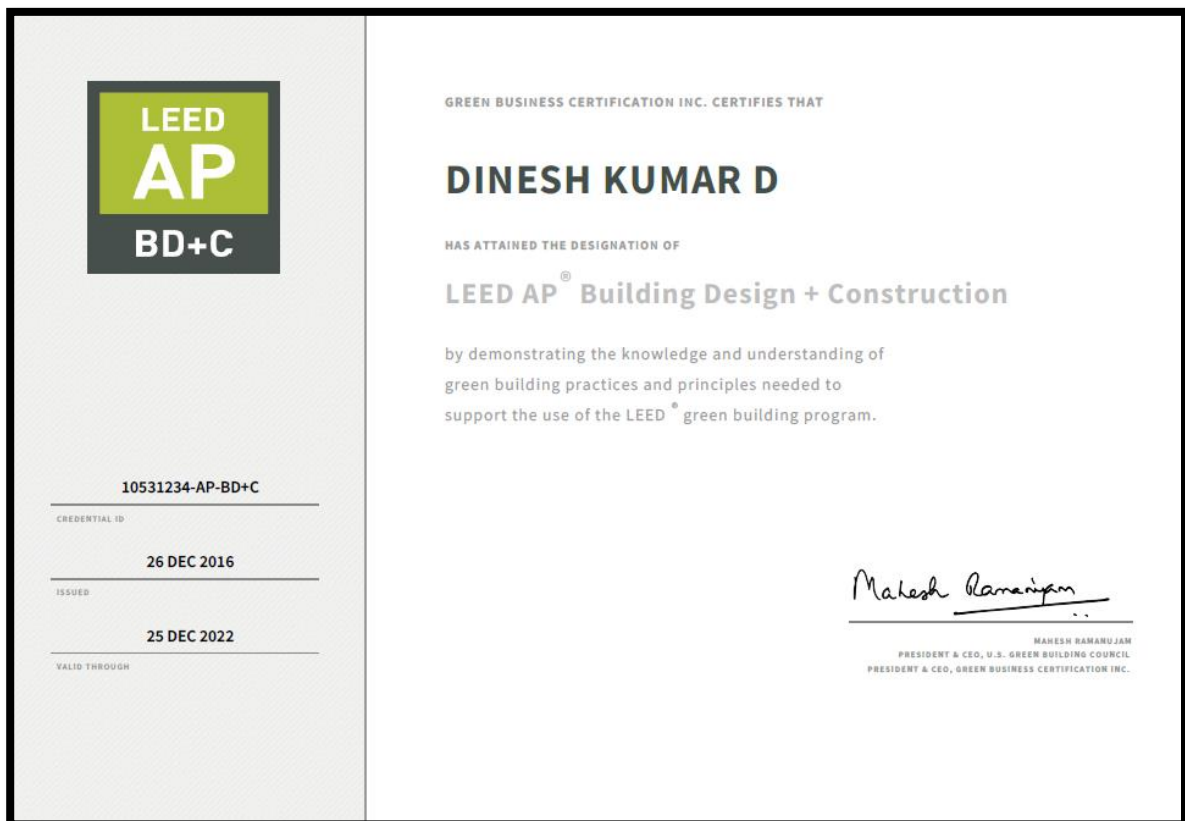 LEED
AP
BD+C
10531234-AP-BD+C
CREDENTIAL ID
26 DEC 2016
ISSUED
25 DEC 2022
VALID THROUGH
GREEN BUSINESS CERTIFICATION INC. CERTIFIES THAT
DINESH KUMAR D
HAS ATTAINED THE DESIGNATION OF
LEED AP® Building Design + Construction
by demonstrating the knowledge and understanding of
green building practices and principles needed to
support the use of the LEED ® green building program.
Mahesh Ramanujam
MAHESH RAMANUJAM
PRESIDENT & CEO, U.S. GREEN BUILDING COUNCIL
PRESIDENT & CEO, GREEN BUSINESS CERTIFICATION INC.